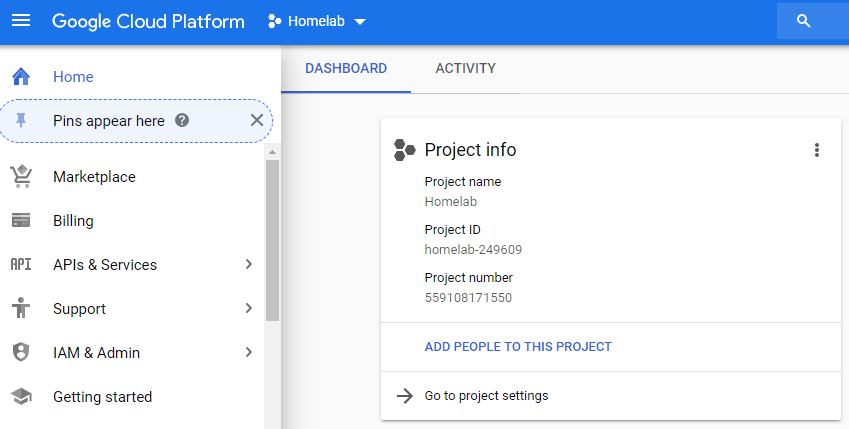 Google Cloud Platform
Homelab
Home
Pins appear here
Marketplace
Billing
API
APIs & Services
Support
IAM & Admin
Getting started
DASHBOARD
ACTIVITY
Project info
Project name
Homelab
Project ID
homelab-249609
Project number
559108171550
ADD PEOPLE TO THIS PROJECT
Go to project settings